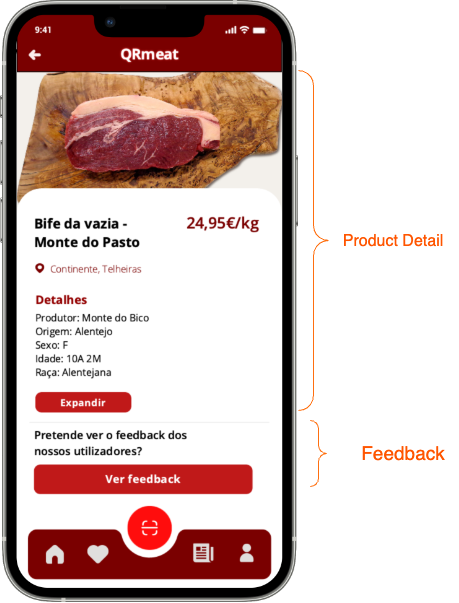 9:41
QRmeat
Bife da vazia -
Monte do Pasto
24,95€/kg
Continente, Telheiras
Detalhes
Produtor: Monte do Bico
Origem: Alentejo
Sexo: F
Idade: 10A 2M
Raça: Alentejana
Expandir
Pretende ver o feedback dos
nossos utilizadores?
Ver feedback
Product Detail
Feedback